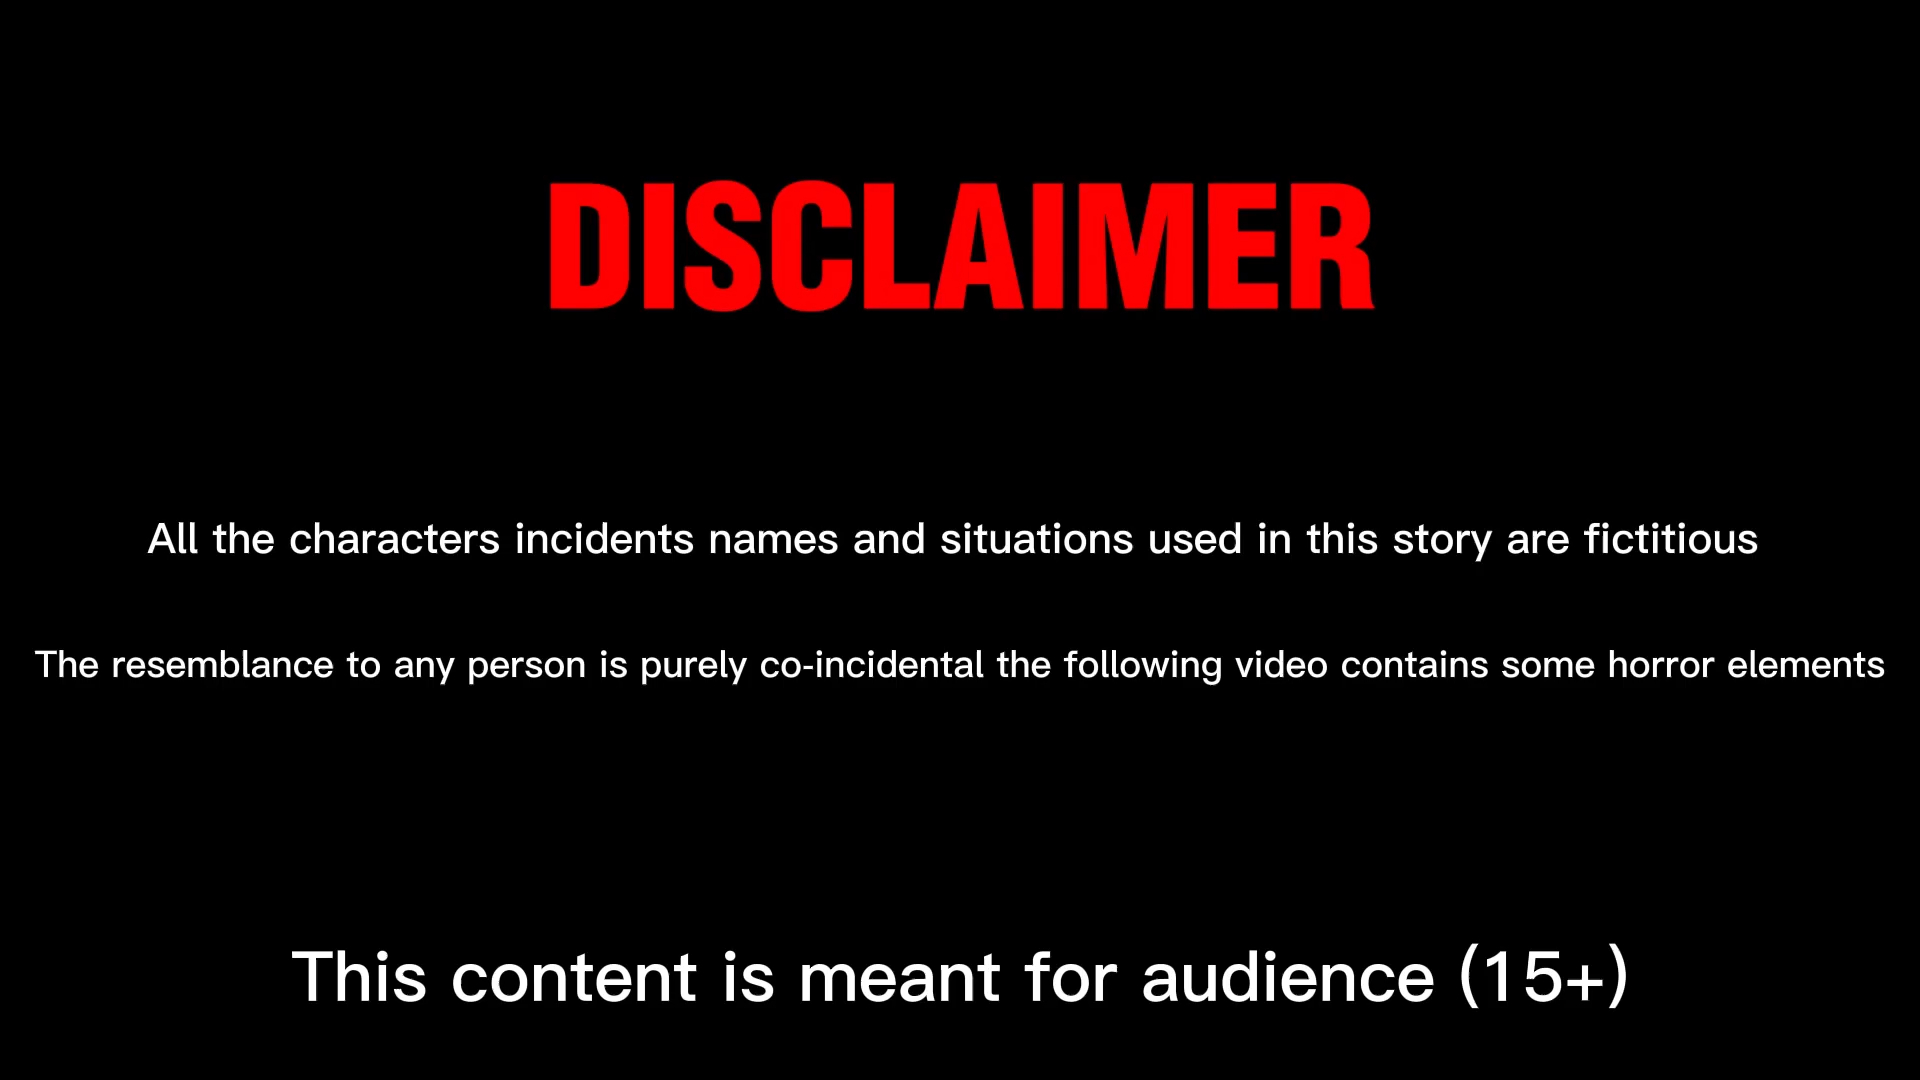 DISCLAIMER
All the characters incidents names and situations used in this story are fictitious
The resemblance to any person is purely co-incidental the following video contains some horror elements
This content is meant for audience (15+)